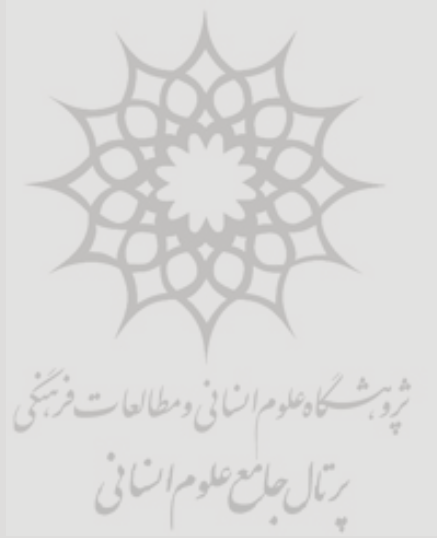 پژوهشگاه علوم انسانی و مطالعات فرهنگی
پرتال جامع علوم انسانی